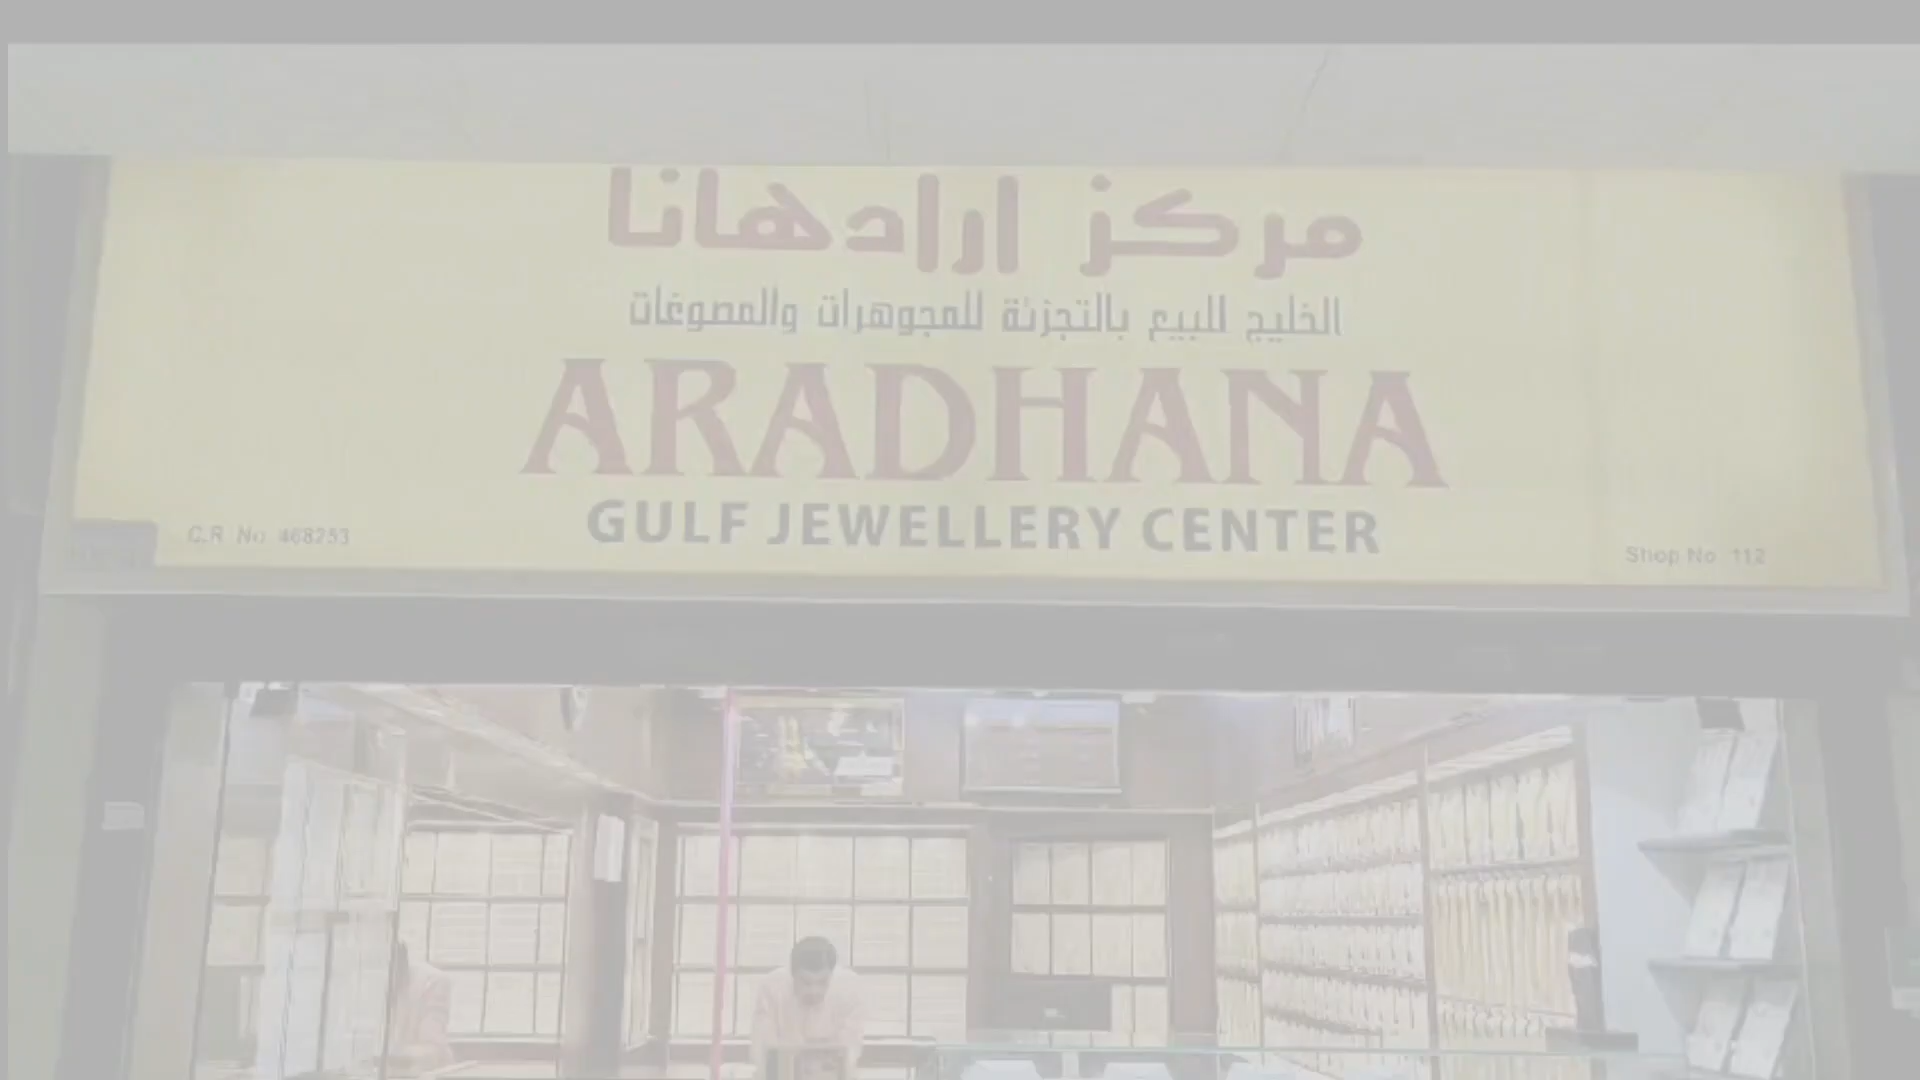 مركز ارادهانا
الخليج للبيع بالتجزئة للمجوهرات والمصوغات
ARADHANA
GULF JEWELLERY CENTER
C.R. No. 468253
Shop No. 112